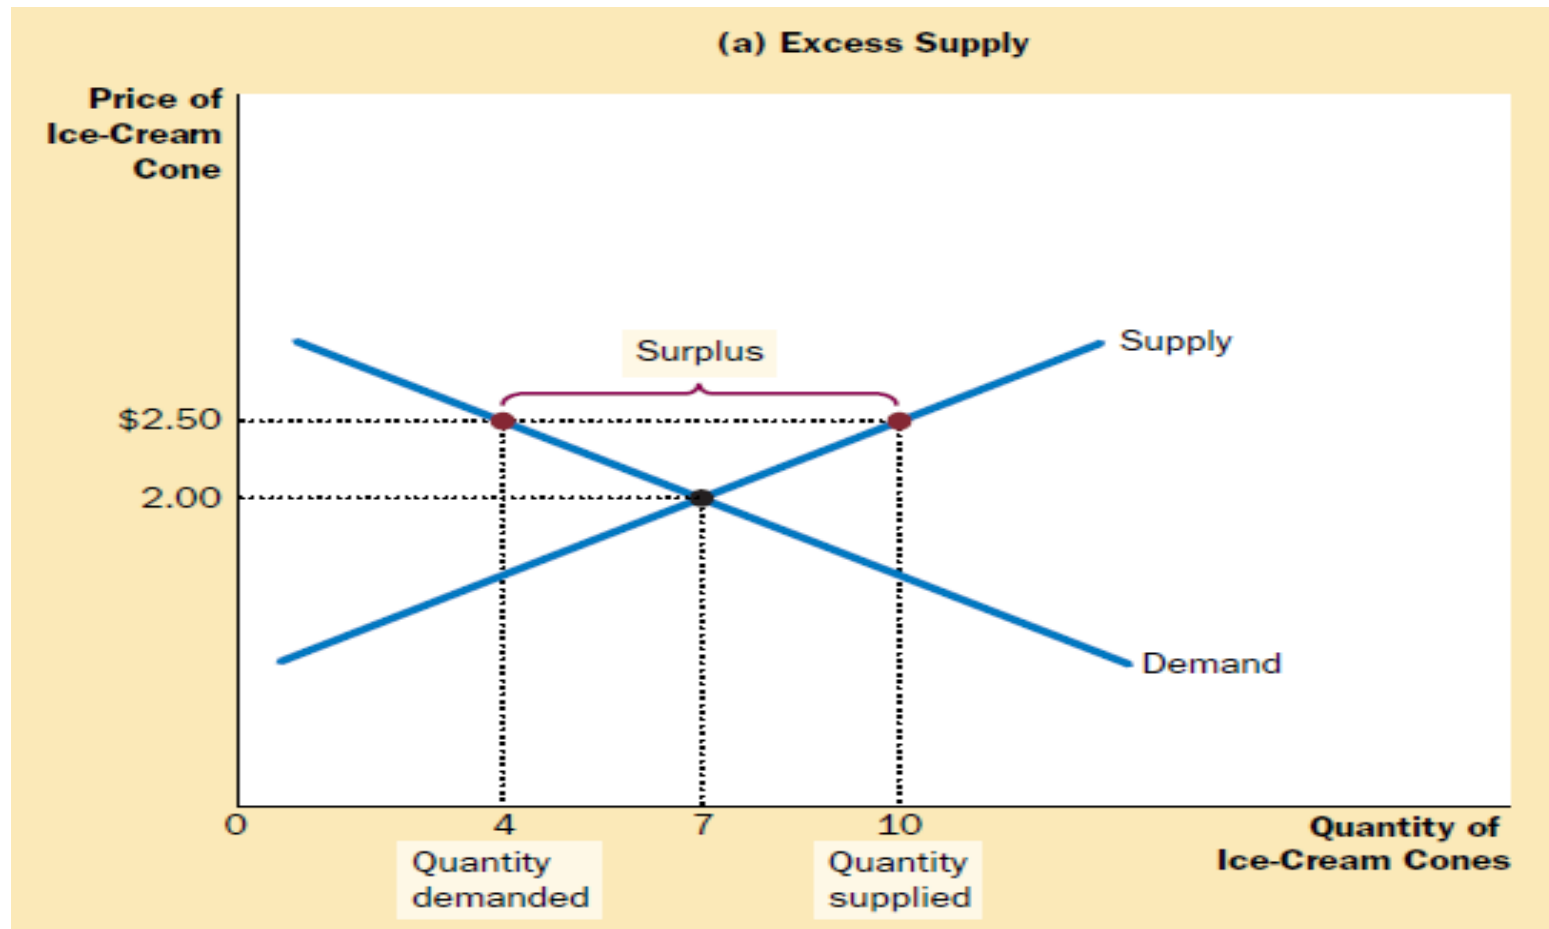 (a) Excess Supply
Price of
Ice-Cream
Cone
Surplus
Supply
$2.50
2.00
Demand
0
4
7
10
Quantity
demanded
Quantity
supplied
Quantity of
Ice-Cream Cones